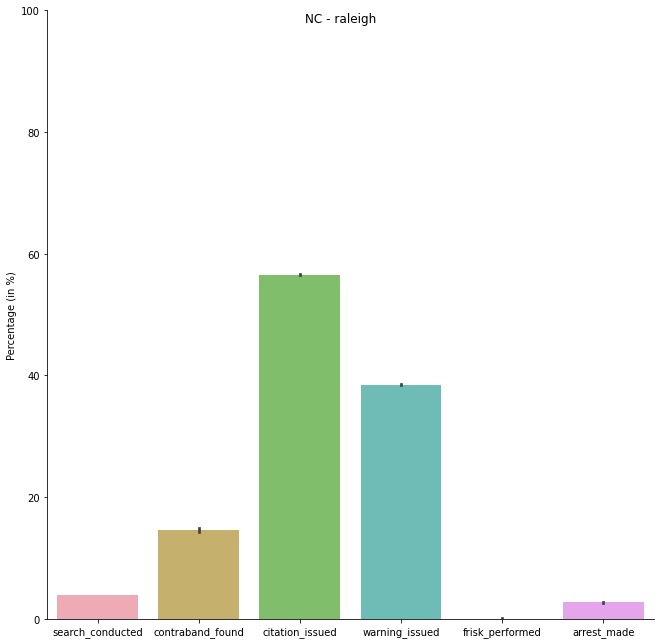 NC - raleigh
100
80
60
40
20
0
Percentage (in %)
search_conducted contraband_found citation_issued warning_issued frisk_performed arrest_made